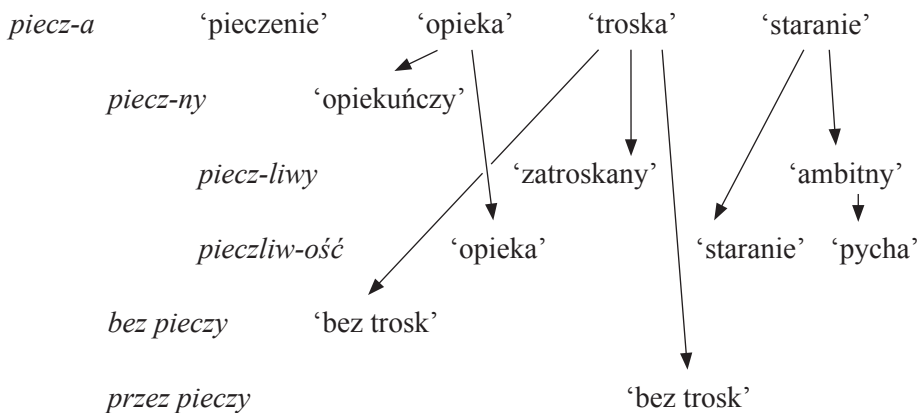 piecz-a ‘pieczenie’ ‘opieka’ ‘troska’ ‘staranie’
piecz-ny ‘opiekuńczy’
piecz-liwy ‘zatroskany’ ‘ambitny’
pieczliw-ość ‘opieka’ ‘staranie’ ‘pycha’
bez pieczy ‘bez trosk’
przez pieczy ‘bez trosk’